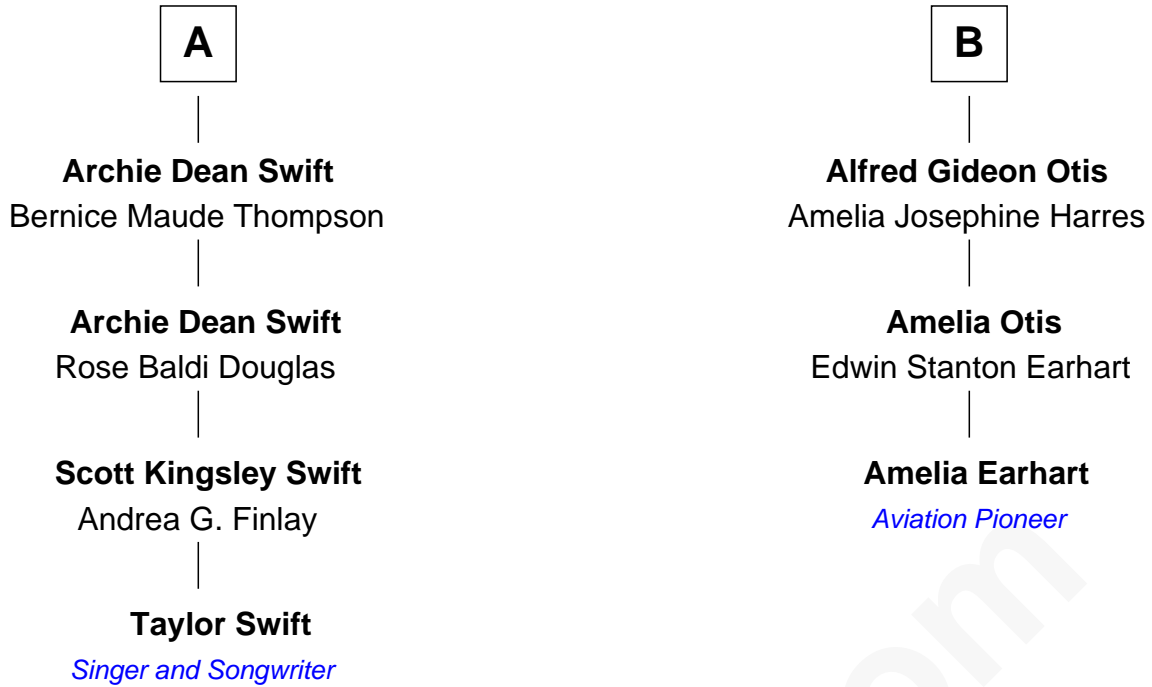 A
Archie Dean Swift
Bernice Maude Thompson
Archie Dean Swift
Rose Baldi Douglas
Scott Kingsley Swift
Andrea G. Finlay
Taylor Swift
Singer and Songwriter
B
Alfred Gideon Otis
Amelia Josephine Harres
Amelia Otis
Edwin Stanton Earhart
Amelia Earhart
Aviation Pioneer
om